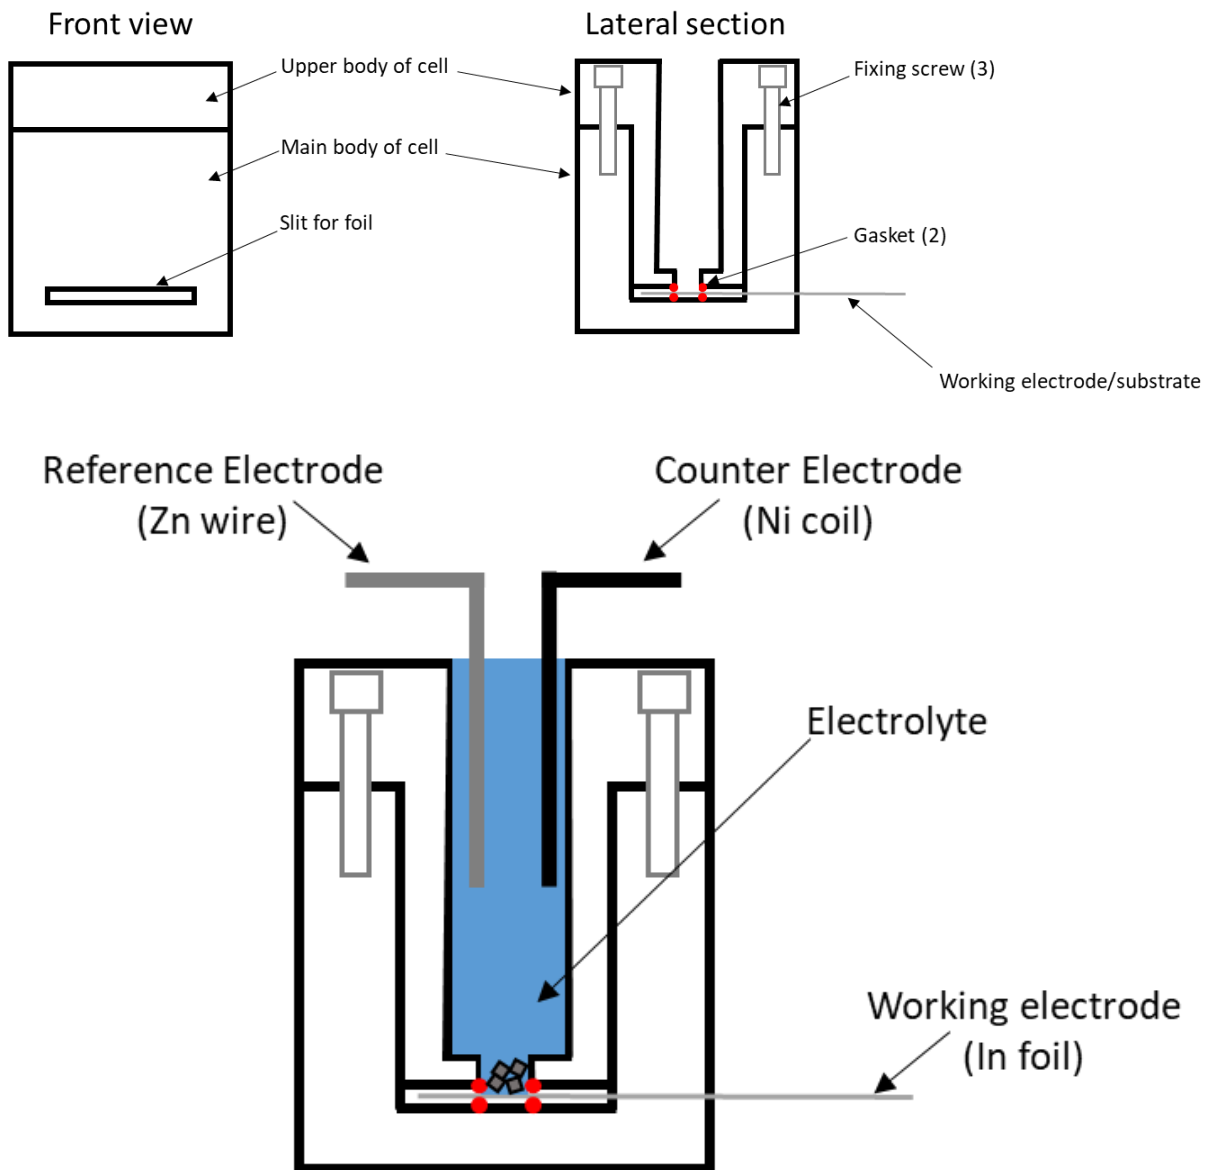 Front view
Lateral section
Upper body of cell
Fixing screw (3)
Main body of cell
Slit for foil
Gasket (2)
Working electrode/substrate
Reference Electrode
(Zn wire)
Counter Electrode
(Ni coil)
Electrolyte
Working electrode
(In foil)